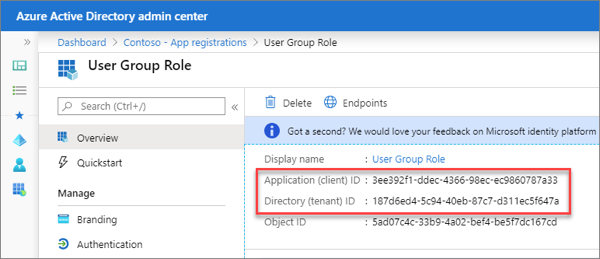 Azure Active Directory admin center
» Dashboard > Contoso - App registrations > User Group Role
User Group Role
Search (Ctrl+/) «
Overview
Quickstart
Manage
Branding
Authentication
Delete Endpoints
Got a second? We would love your feedback on Microsoft identity platform
Display name : User Group Role
Application (client) ID : 3ee392f1-ddec-4366-98ec-ec9860787a33
Directory (tenant) ID : 187d6ed4-5c94-40eb-87c7-d311ec5f647a
Object ID : 5ad07c4c-33b9-4a02-bef4-be5f7dc167cd